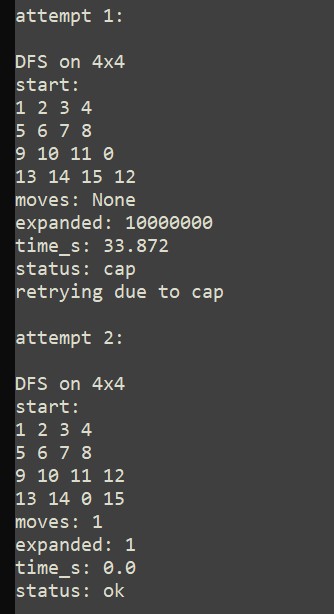 attempt 1:
DFS on 4x4
start:
1 2 3 4
5 6 7 8
9 10 11 0
13 14 15 12
moves: None
expanded: 10000000
time_s: 33.872
status: cap
retrying due to cap
attempt 2:
DFS on 4x4
start:
1 2 3 4
5 6 7 8
9 10 11 12
13 14 0 15
moves: 1
expanded: 1
time_s: 0.0
status: ok